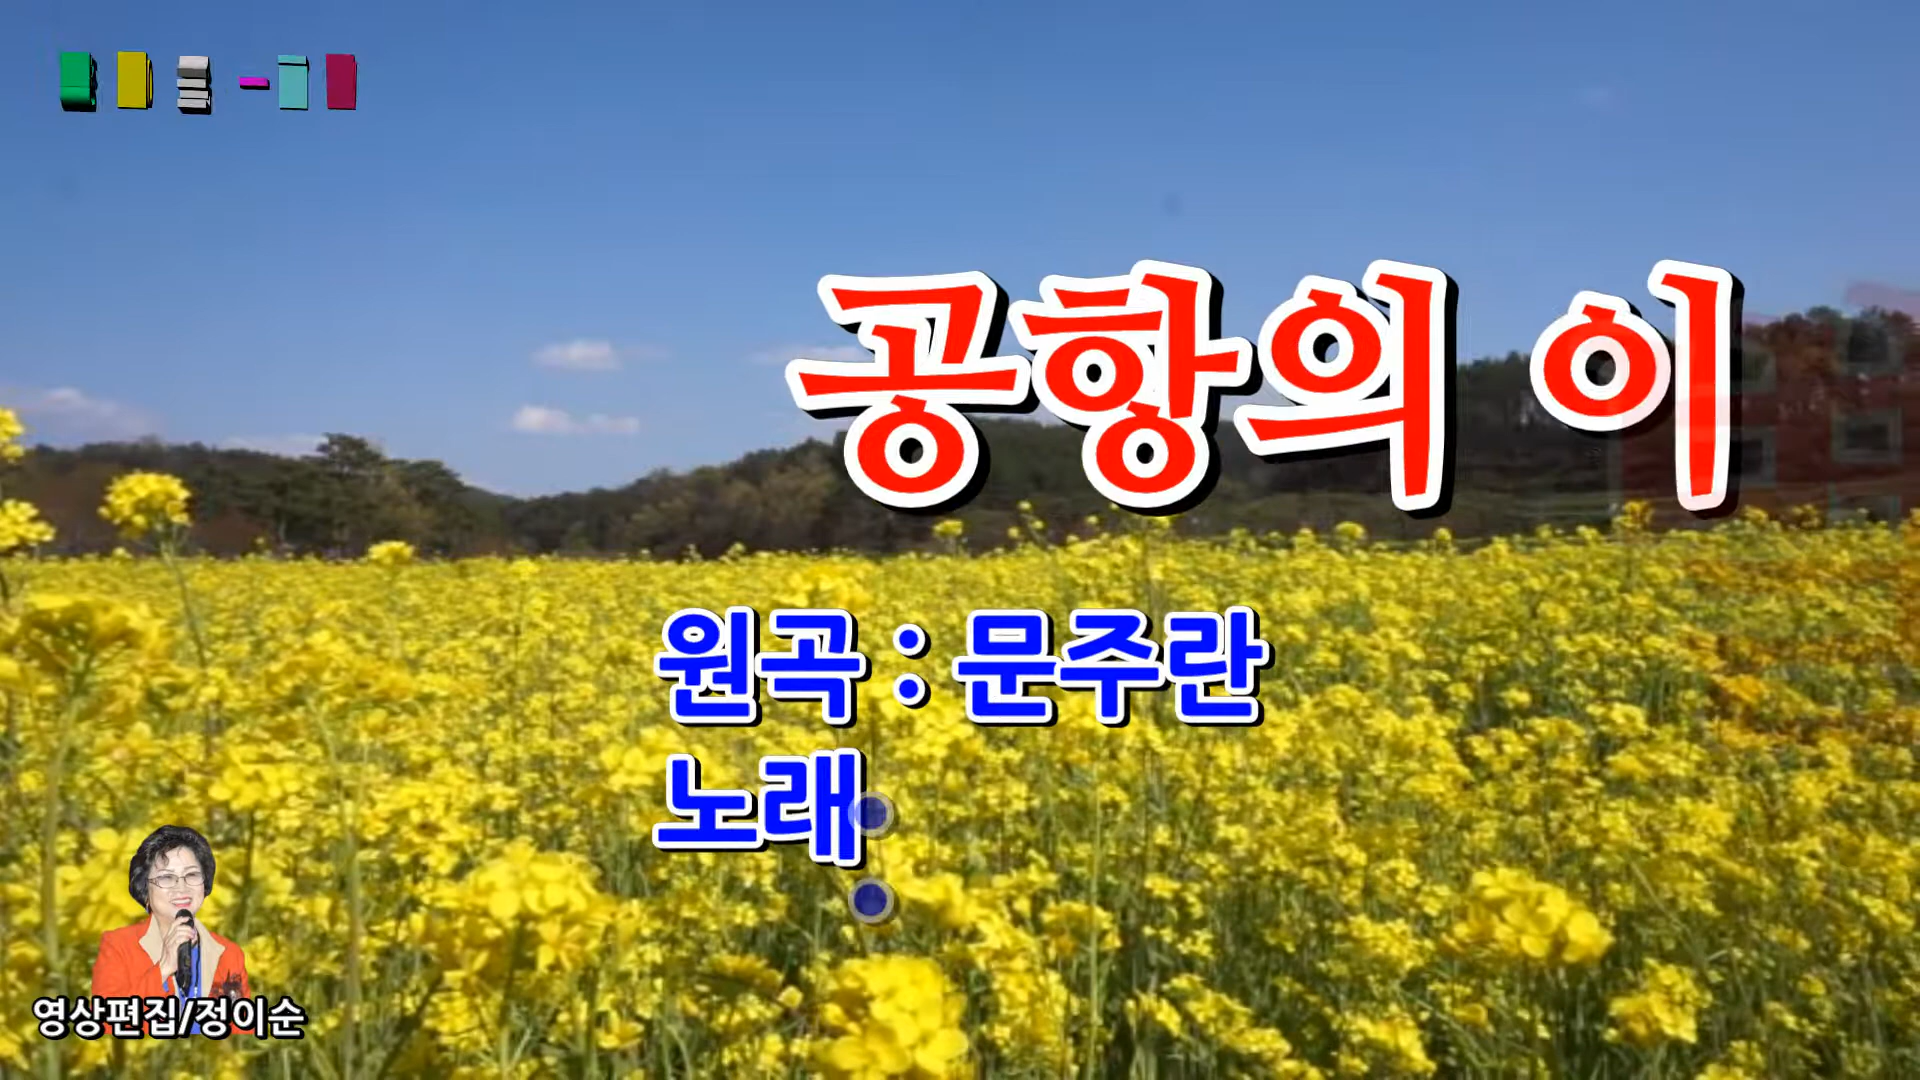 공항의 이
원곡 : 문주란
노래 :
영상편집/정이순